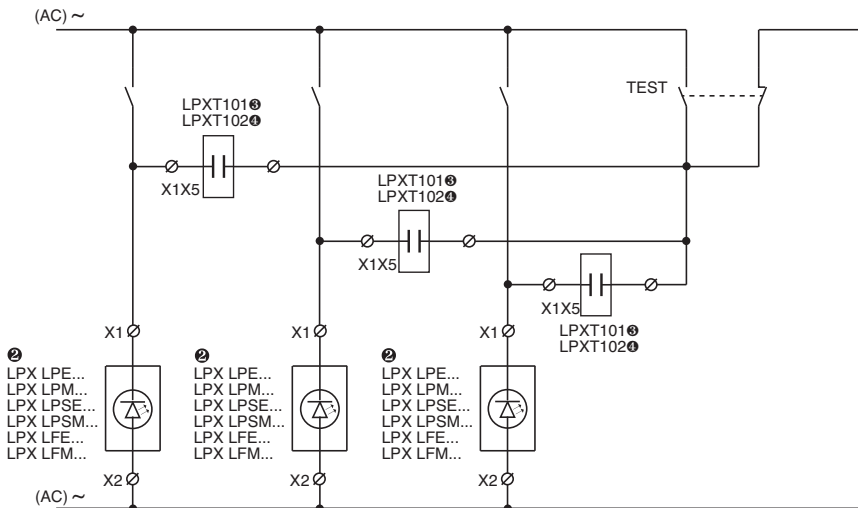 (AC) ~
TEST
LPXT101❸
LPXT102❹
X1X5
LPXT101❸
LPXT102❹
X1X5
X1X5
LPXT101❸
LPXT102❹
X1
X1
X1
❷
LPX LPE...
LPX LPM...
LPX LPSE...
LPX LPSM...
LPX LFE...
LPX LFM...
❷
LPX LPE...
LPX LPM...
LPX LPSE...
LPX LPSM...
LPX LFE...
LPX LFM...
❷
LPX LPE...
LPX LPM...
LPX LPSE...
LPX LPSM...
LPX LFE...
LPX LFM...
X2
X2
X2
(AC) ~